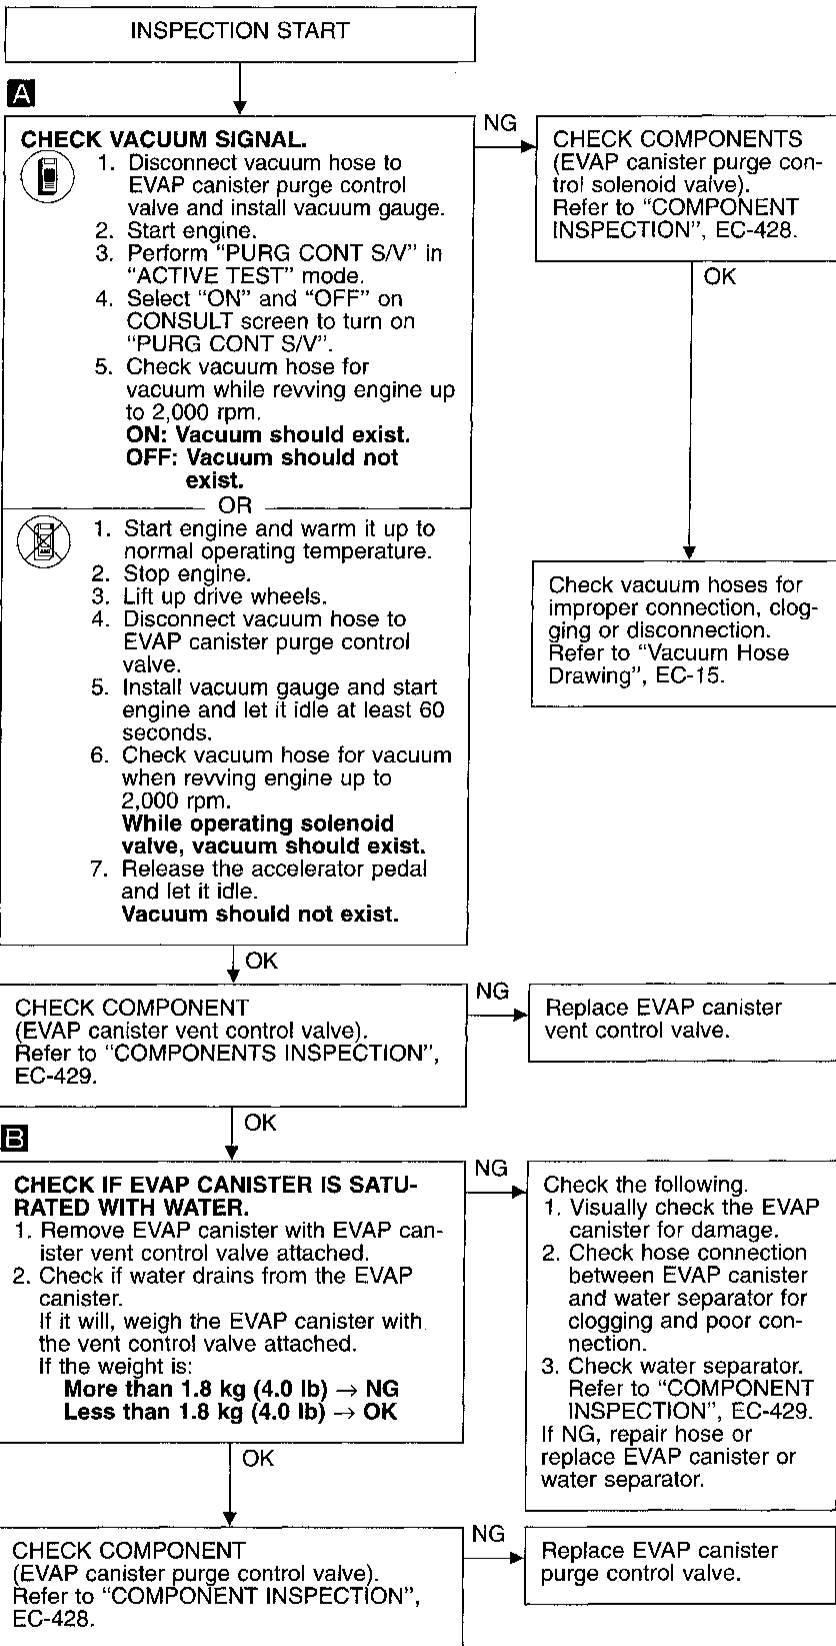 INSPECTION START
A
CHECK VACUUM SIGNAL.
1. Disconnect vacuum hose to
EVAP canister purge control
valve and install vacuum gauge.
2. Start engine.
3. Perform “PURG CONT S/V” in
“ACTIVE TEST” mode.
4. Select “ON” and “OFF” on
CONSULT screen to turn on
“PURG CONT S/V”.
5. Check vacuum hose for
vacuum while revving engine up
to 2,000 rpm.
ON: Vacuum should exist.
OFF: Vacuum should not
exist.
OR
1. Start engine and warm it up to
normal operating temperature.
2. Stop engine.
3. Lift up drive wheels.
4. Disconnect vacuum hose to
EVAP canister purge control
valve.
5. Install vacuum gauge and start
engine and let it idle at least 60
seconds.
6. Check vacuum hose for vacuum
when revving engine up to
2,000 rpm.
While operating solenoid
valve, vacuum should exist.
7. Release the accelerator pedal
and let it idle.
Vacuum should not exist.
NG
CHECK COMPONENTS
(EVAP canister purge con-
trol solenoid valve).
Refer to “COMPONENT
INSPECTION”, EC-428.
OK
Check vacuum hoses for
improper connection, clog-
ging or disconnection.
Refer to “Vacuum Hose
Drawing”, EC-15.
OK
CHECK COMPONENT
(EVAP canister vent control valve).
Refer to “COMPONENTS INSPECTION”,
EC-429.
NG
Replace EVAP canister
vent control valve.
OK
B
CHECK IF EVAP CANISTER IS SATU-
RATED WITH WATER.
1. Remove EVAP canister with EVAP can-
ister vent control valve attached.
2. Check if water drains from the EVAP
canister.
If it will, weigh the EVAP canister with
the vent control valve attached.
If the weight is:
More than 1.8 kg (4.0 lb) → NG
Less than 1.8 kg (4.0 lb) → OK
NG
Check the following.
1. Visually check the EVAP
canister for damage.
2. Check hose connection
between EVAP canister
and water separator for
clogging and poor con-
nection.
3. Check water separator.
Refer to “COMPONENT
INSPECTION”, EC-429.
If NG, repair hose or
replace EVAP canister or
water separator.
OK
CHECK COMPONENT
(EVAP canister purge control valve).
Refer to “COMPONENT INSPECTION”,
EC-428.
NG
Replace EVAP canister
purge control valve.